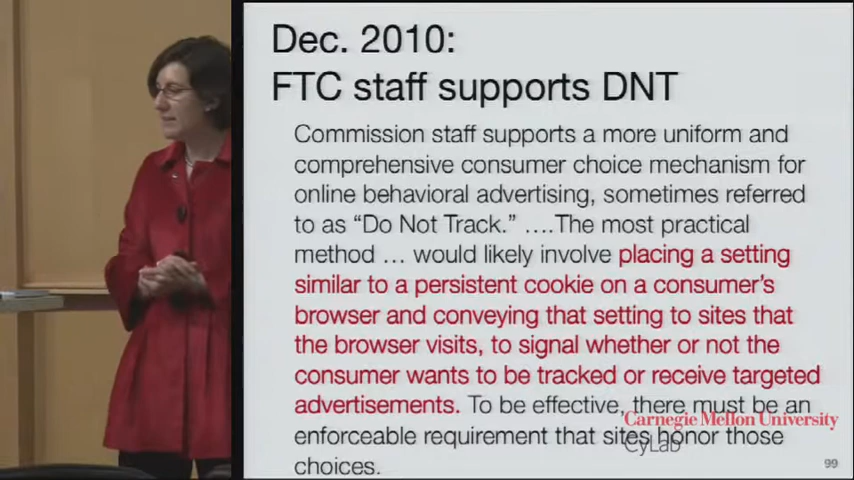 Dec. 2010:
FTC staff supports DNT
Commission staff supports a more uniform and
comprehensive consumer choice mechanism for
online behavioral advertising, sometimes referred
to as “Do Not Track.” ….The most practical
method … would likely involve placing a setting
similar to a persistent cookie on a consumer’s
browser and conveying that setting to sites that
the browser visits, to signal whether or not the
consumer wants to be tracked or receive targeted
advertisements. To be effective, there must be an
Carnegie Mellon University
enforceable requirement that sites honor those
CyLab
choices.
99